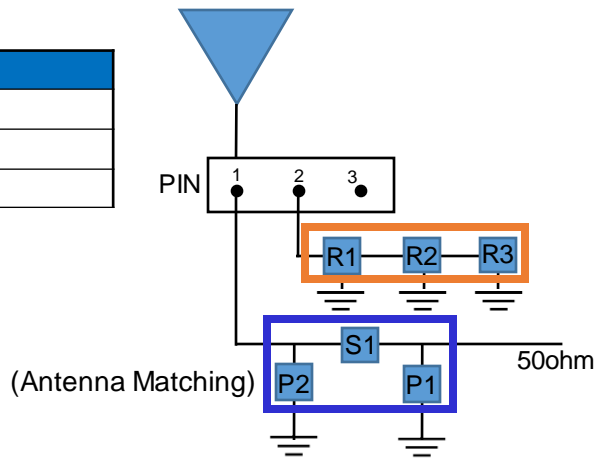 PIN
1 2 3
R1 R2 R3
S1
50ohm
(Antenna Matching)
P2 P1